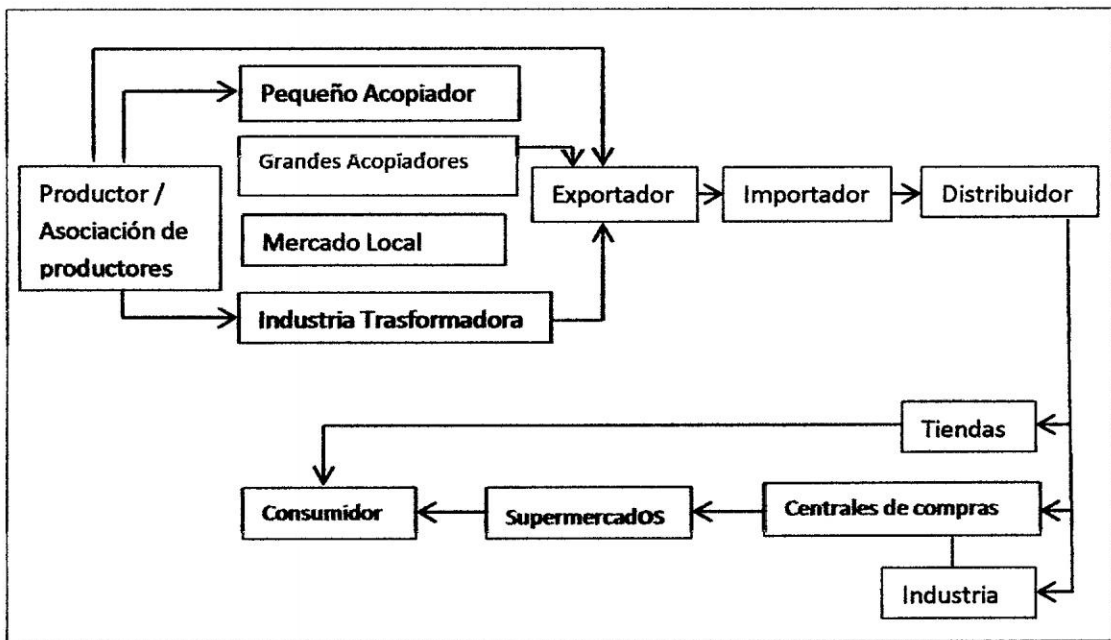 Pequeño Acopiador
Grandes Acopiadores
Productor /
Asociación de
productores
Exportador
Importador
Distribuidor
Mercado Local
Industria Trasformadora
Tiendas
Consumidor
SupermercadOS
Centrales de compras
Industria